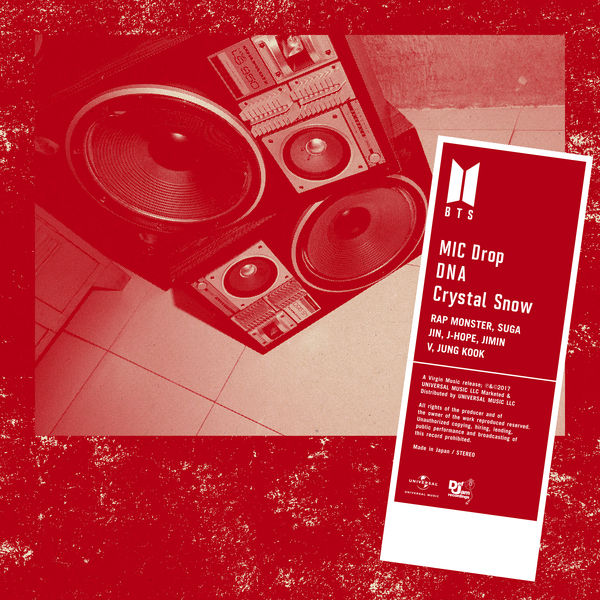 BTS
MIC Drop
DNA
Crystal Snow
RAP MONSTER, SUGA
JIN, J-HOPE, JIMIN
V, JUNG KOOK
A Virgin Music release; ℗&©2017
UNIVERSAL MUSIC LLC Marketed &
Distributed by UNIVERSAL MUSIC LLC
All rights of the producer and of
the owner of the work reproduced reserved.
Unauthorized copying, hiring, lending,
public performance and broadcasting of
this record prohibited.
Made in Japan / STEREO
UNIVERSAL
UNIVERSAL MUSIC
Def Jam
recordings